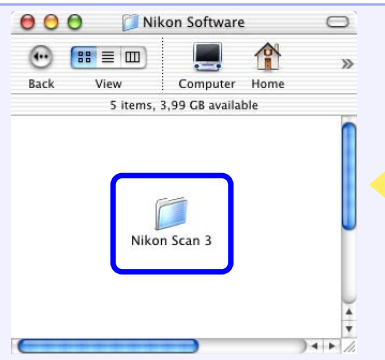 Nikon Software
Back View Computer Home
5 items, 3,99 GB available
Nikon Scan 3